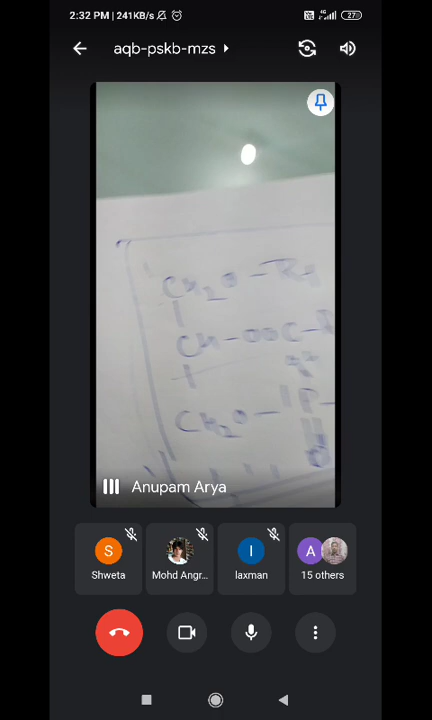 2:32 PM | 241KB/s
4G 27
aqb-pskb-mzs
CH₂O-R₁
CH-OOC-
CH₂O-P-
Anupam Arya
S I A
Shweta Mohd Angr... laxman 15 others